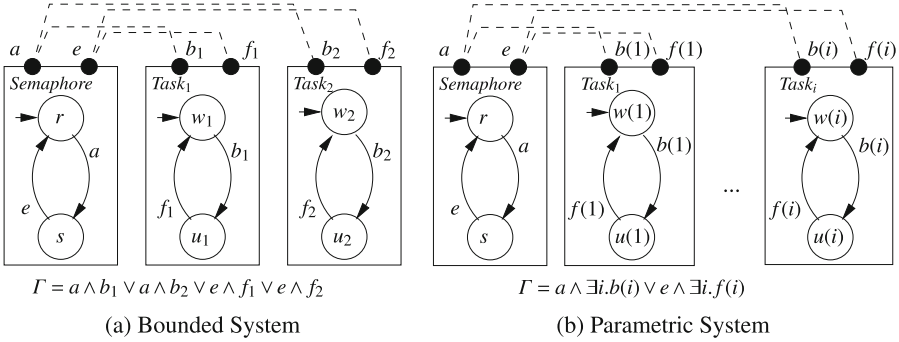 a e b₁ f₁ b₂ f₂
Semaphore Task₁ Task₂
r w₁ w₂
a b₁ b₂
e f₁ f₂
s u₁ u₂
Γ = a ∧ b₁ ∨ a ∧ b₂ ∨ e ∧ f₁ ∨ e ∧ f₂
(a) Bounded System
a e b(1) f(1) b(i) f(i)
Semaphore Task₁ Taskᵢ
r w(1) w(i)
a b(1) b(i)
...
e f(1) f(i)
s u(1) u(i)
Γ = a ∧ ∃i.b(i) ∨ e ∧ ∃i.f(i)
(b) Parametric System